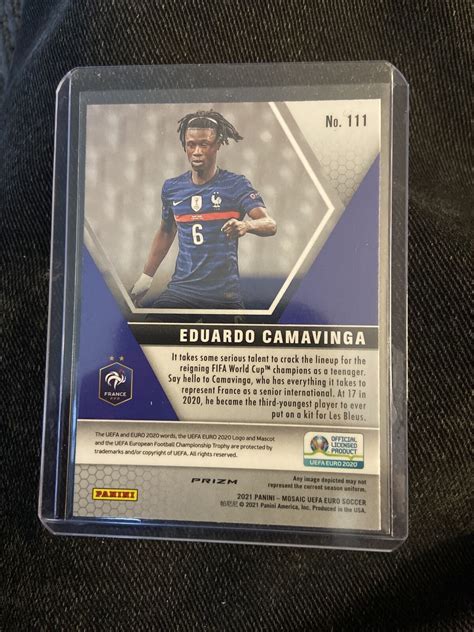 No. 111
6
EDUARDO CAMAVINGA
It takes some serious talent to crack the lineup for the
reigning FIFA World Cup™ champions as a teenager.
Say hello to Camavinga, who has everything it takes to
represent France as a senior international. At 17 in
2020, he became the third-youngest player to ever
put on a kit for Les Bleus.
FRANCE
FFF
The UEFA and EURO 2020 words, the UEFA EURO 2020 Logo and Mascot
and the UEFA European Football Championship Trophy are protected by
trademarks and/or copyright of UEFA. All rights reserved.
OFFICIAL
LICENSED
PRODUCT
UEFA EURO 2020
Any image depicted may not
represent the current season uniform.
PANINI
PRIZM
2021 PANINI – MOSAIC UEFA EURO SOCCER
© 2021 Panini America, Inc. Produced in the USA.